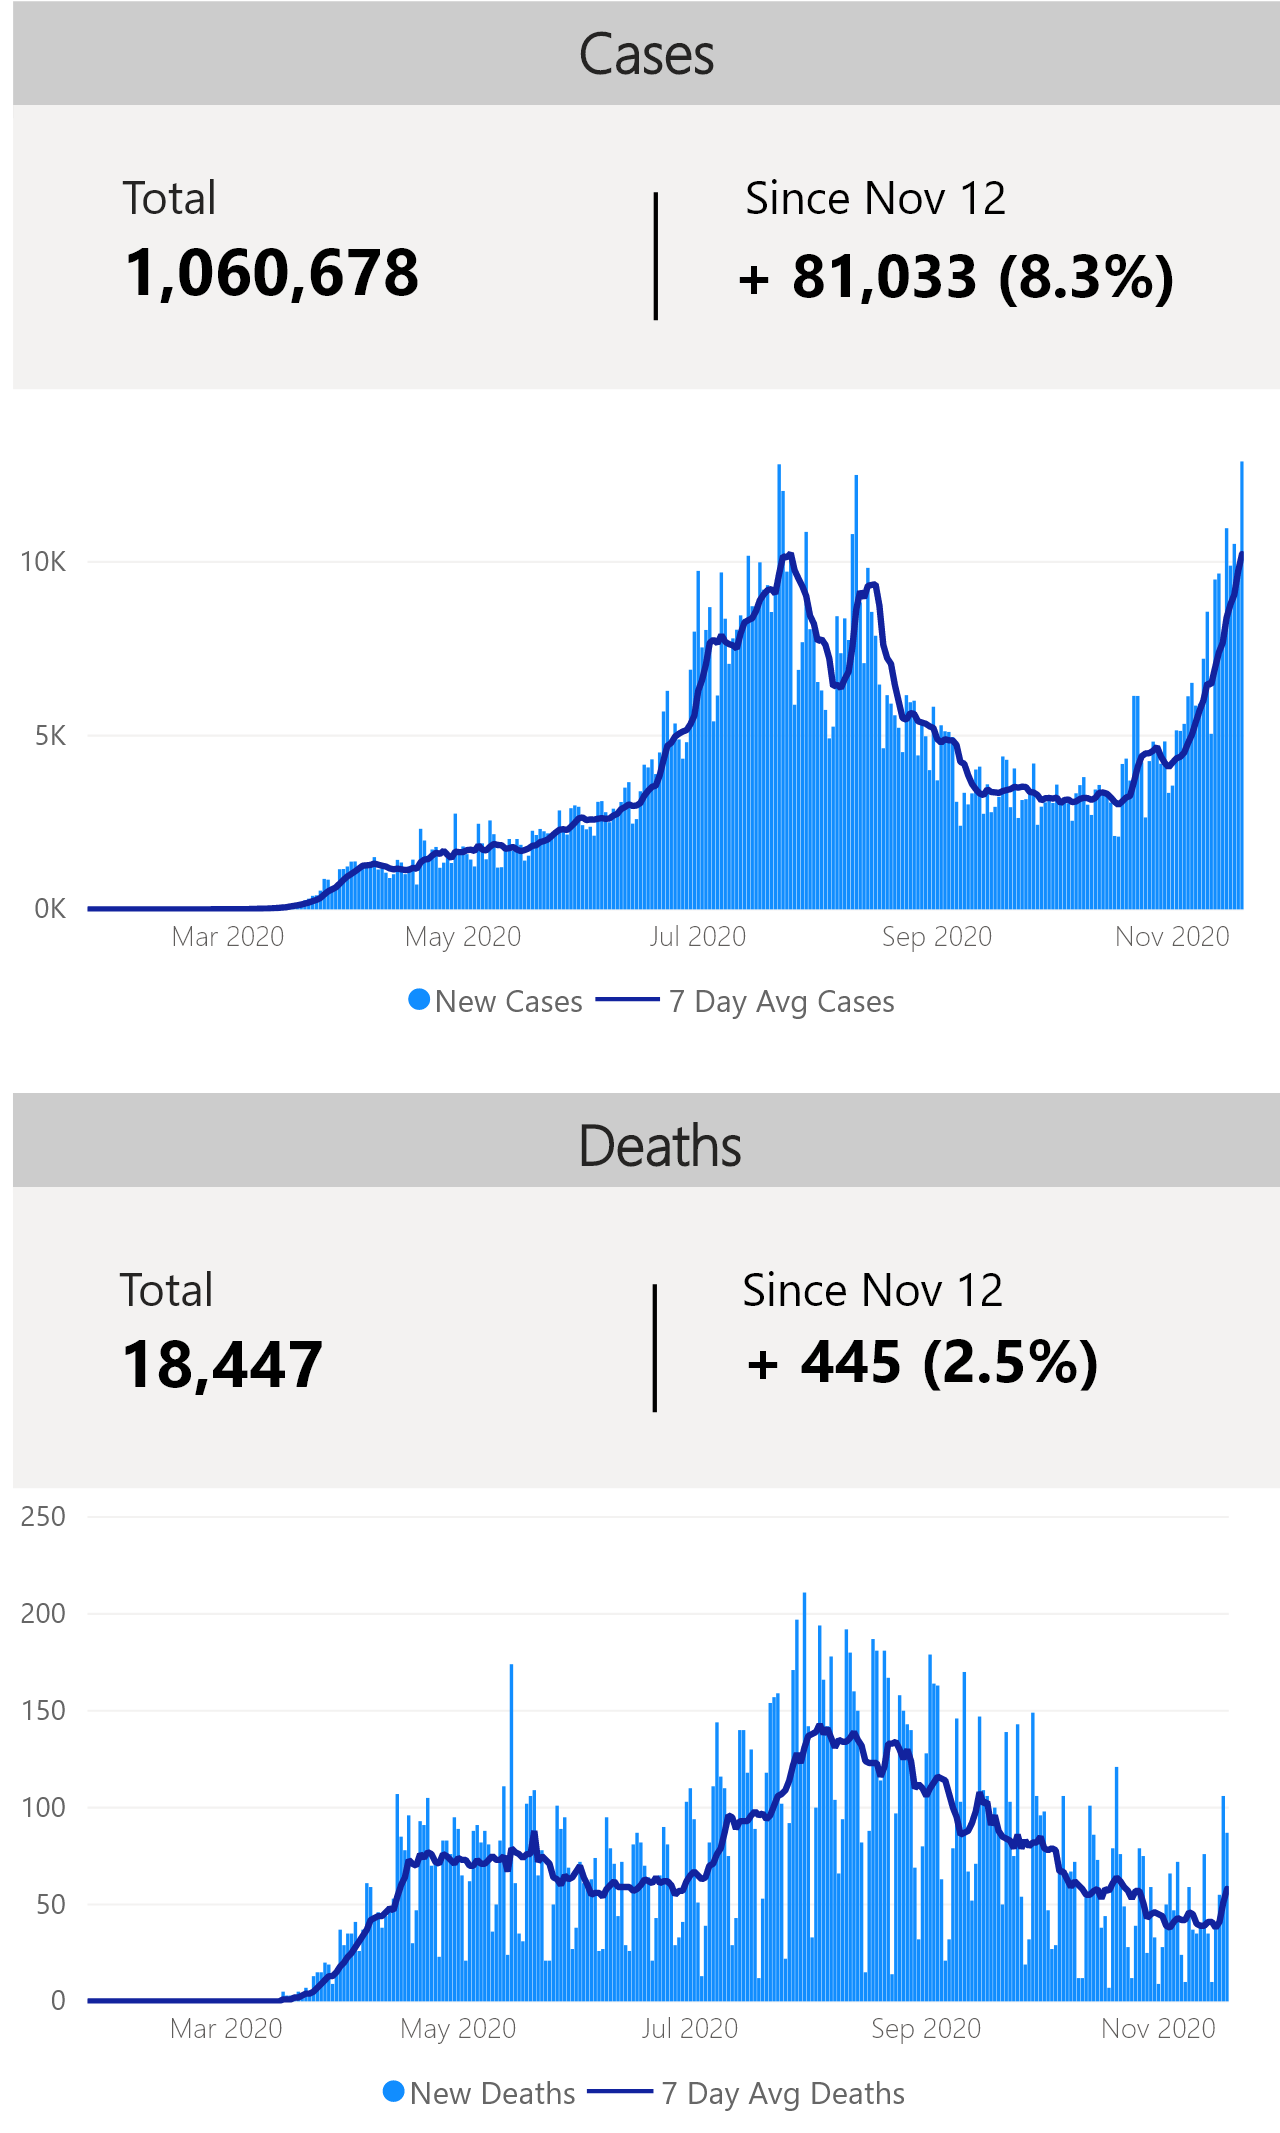 Cases
Total
Since Nov 12
1,060,678
+ 81,033 (8.3%)
10K
5K
0K
Mar 2020
May 2020
Jul 2020
Sep 2020
Nov 2020
New Cases
7 Day Avg Cases
Deaths
Total
Since Nov 12
18,447
+ 445 (2.5%)
250
200
150
100
50
0
Mar 2020
May 2020
Jul 2020
Sep 2020
Nov 2020
New Deaths
7 Day Avg Deaths